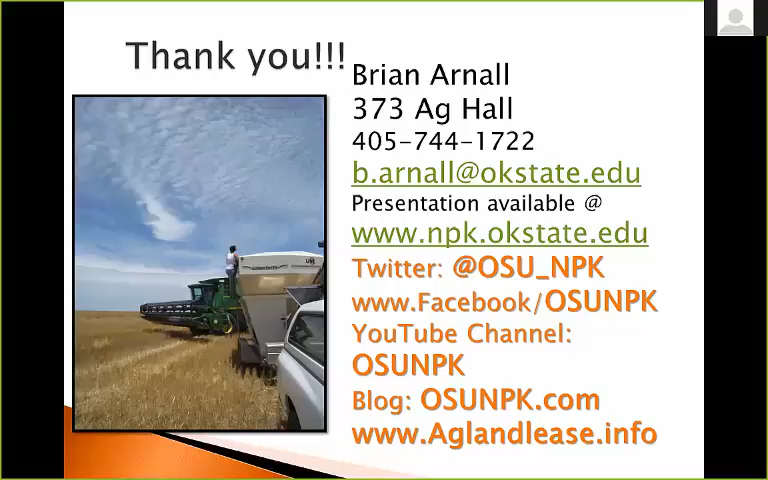 Thank you!!!
Brian Arnall
373 Ag Hall
405-744-1722
b.arnall@okstate.edu
Presentation available @
www.npk.okstate.edu
Twitter: @OSU_NPK
www.Facebook/OSUNPK
YouTube Channel:
OSUNPK
Blog: OSUNPK.com
www.Aglandlease.info